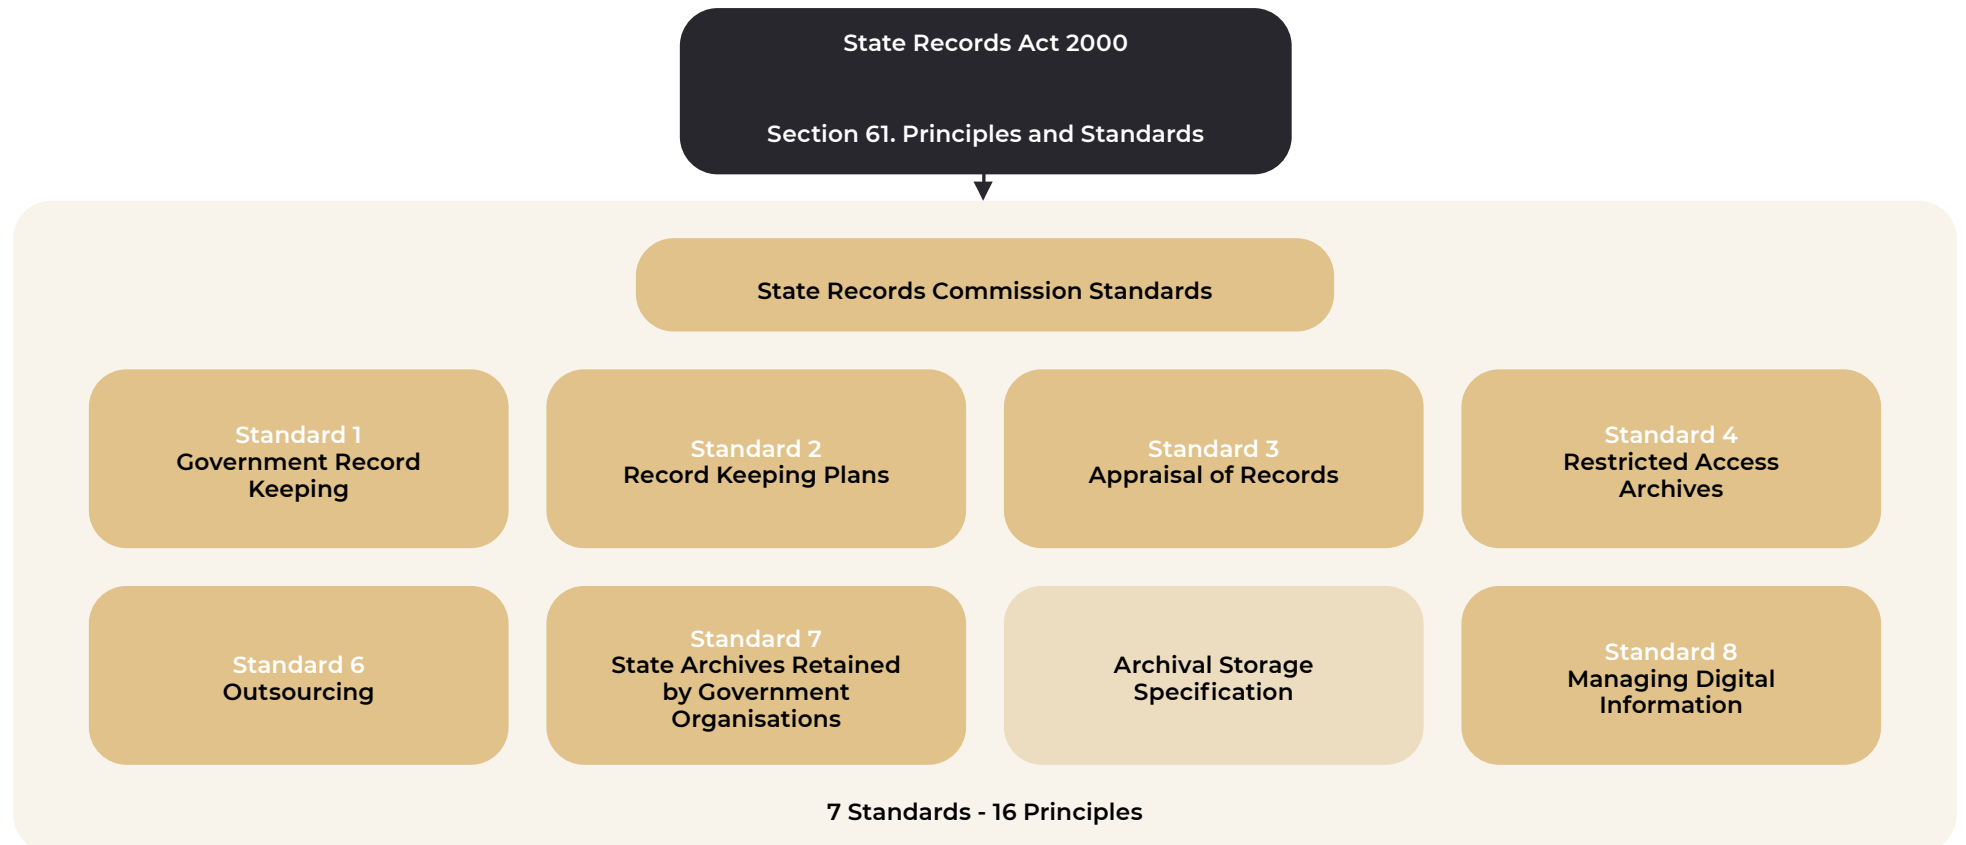 State Records Act 2000
Section 61. Principles and Standards
State Records Commission Standards
Standard 1
Government Record
Keeping
Standard 2
Record Keeping Plans
Standard 3
Appraisal of Records
Standard 4
Restricted Access
Archives
Standard 6
Outsourcing
Standard 7
State Archives Retained
by Government
Organisations
Archival Storage
Specification
Standard 8
Managing Digital
Information
7 Standards - 16 Principles